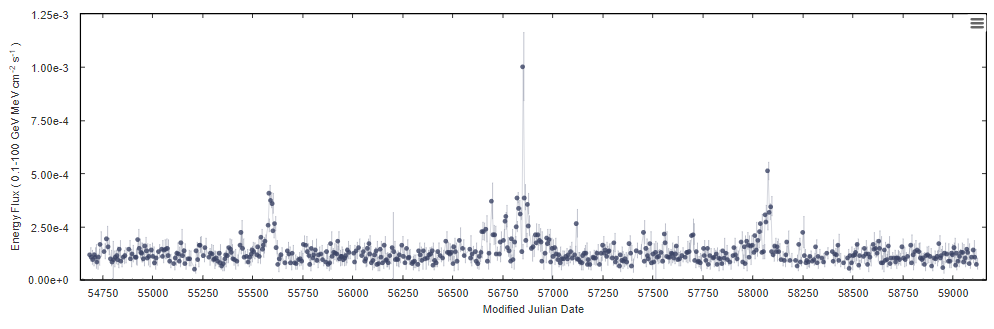 Energy Flux ( 0.1-100 GeV MeV cm⁻² s⁻¹ )
1.25e-3
1.00e-3
7.50e-4
5.00e-4
2.50e-4
0.00e+0
54750 55000 55250 55500 55750 56000 56250 56500 56750 57000 57250 57500 57750 58000 58250 58500 58750 59000
Modified Julian Date